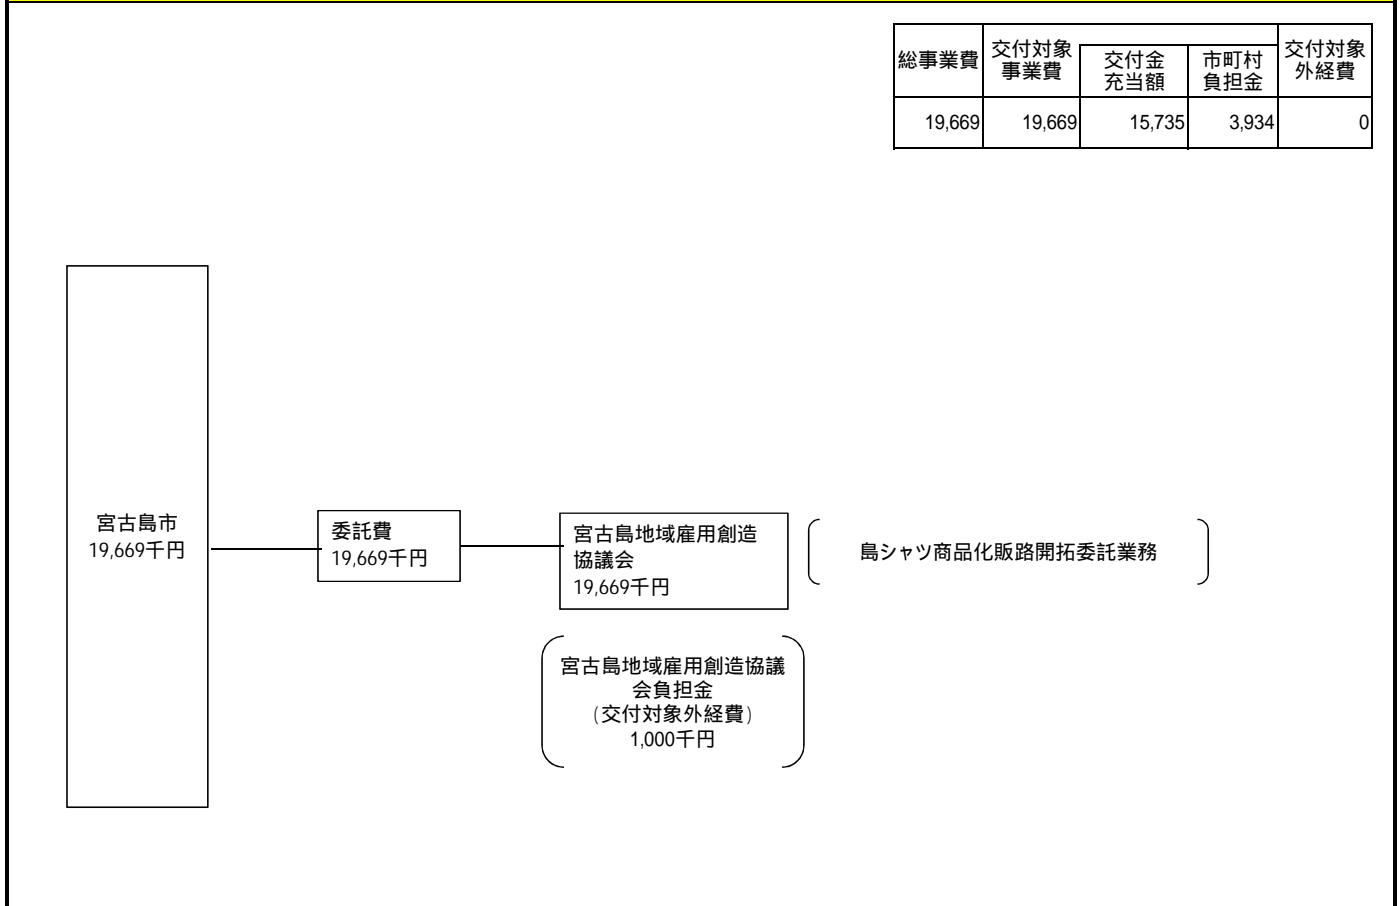 総事業費
交付対象
事業費
交付金
充当額
市町村
負担金
交付対象
外経費
19,669
19,669
15,735
3,934
0
宮古島市
19,669千円
委託費
19,669千円
宮古島地域雇用創造
協議会
19,669千円
島シャツ商品化販路開拓委託業務
宮古島地域雇用創造協議
会負担金
(交付対象外経費)
1,000千円